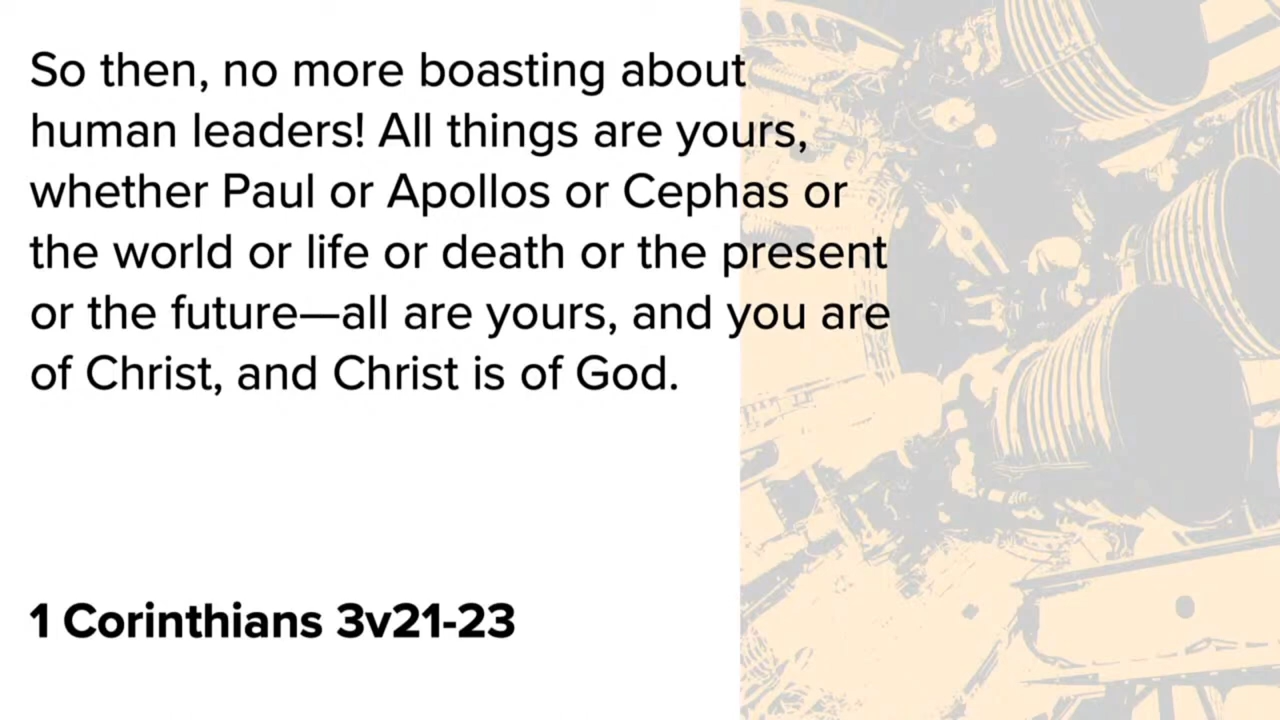 So then, no more boasting about
human leaders! All things are yours,
whether Paul or Apollos or Cephas or
the world or life or death or the present
or the future—all are yours, and you are
of Christ, and Christ is of God.
1 Corinthians 3v21-23